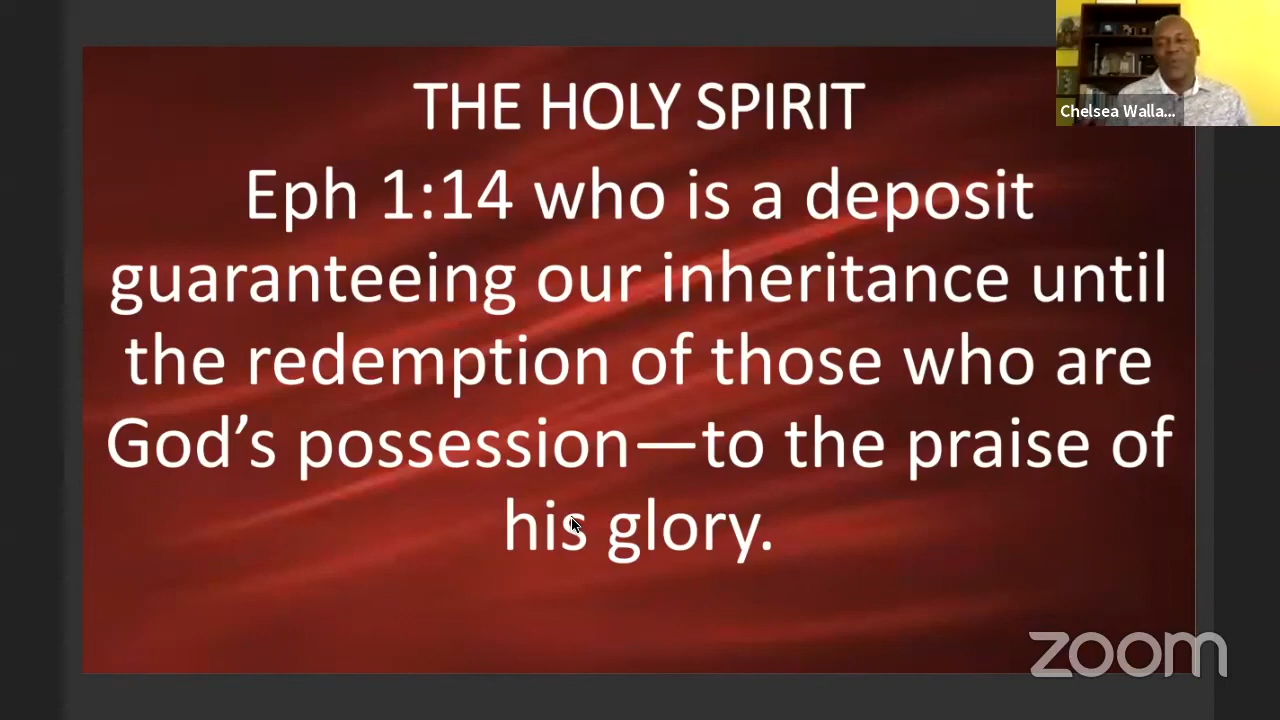 THE HOLY SPIRIT
Eph 1:14 who is a deposit
guaranteeing our inheritance until
the redemption of those who are
God’s possession—to the praise of
his glory.
Chelsea Walla...
zoom